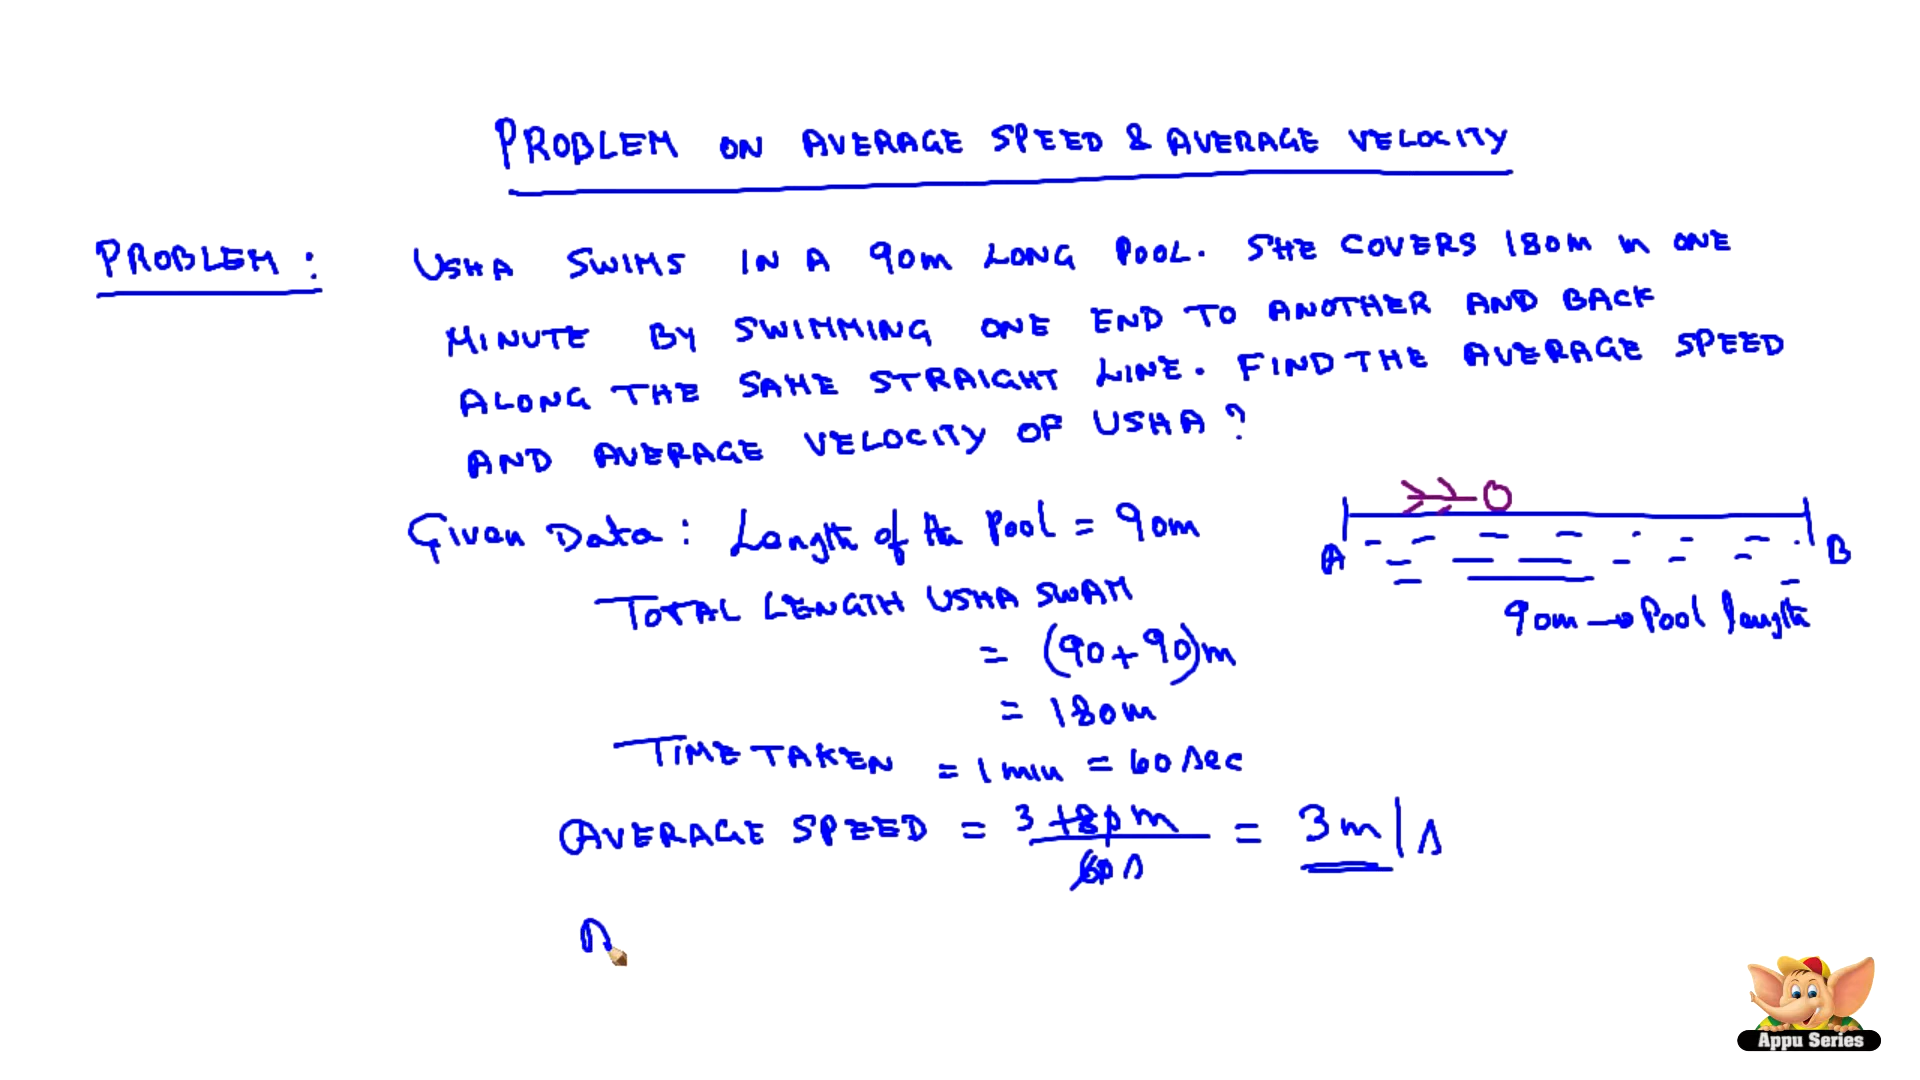 PROBLEM ON AVERAGE SPEED & AVERAGE VELOCITY
PROBLEM : USHA SWIMS IN A 90m LONG POOL. SHE COVERS 180m in ONE
MINUTE BY SWIMMING ONE END TO ANOTHER AND BACK
ALONG THE SAME STRAIGHT LINE. FIND THE AVERAGE SPEED
AND AVERAGE VELOCITY OF USHA ?
Given Data : Length of the Pool = 90m
A B
90m → Pool length
TOTAL LENGTH USHA SWAM
= (90 + 90)m
= 180m
TIME TAKEN = 1 min = 60 sec
AVERAGE SPEED = 3 180 m / 60 s = 3 m/s
Appu Series